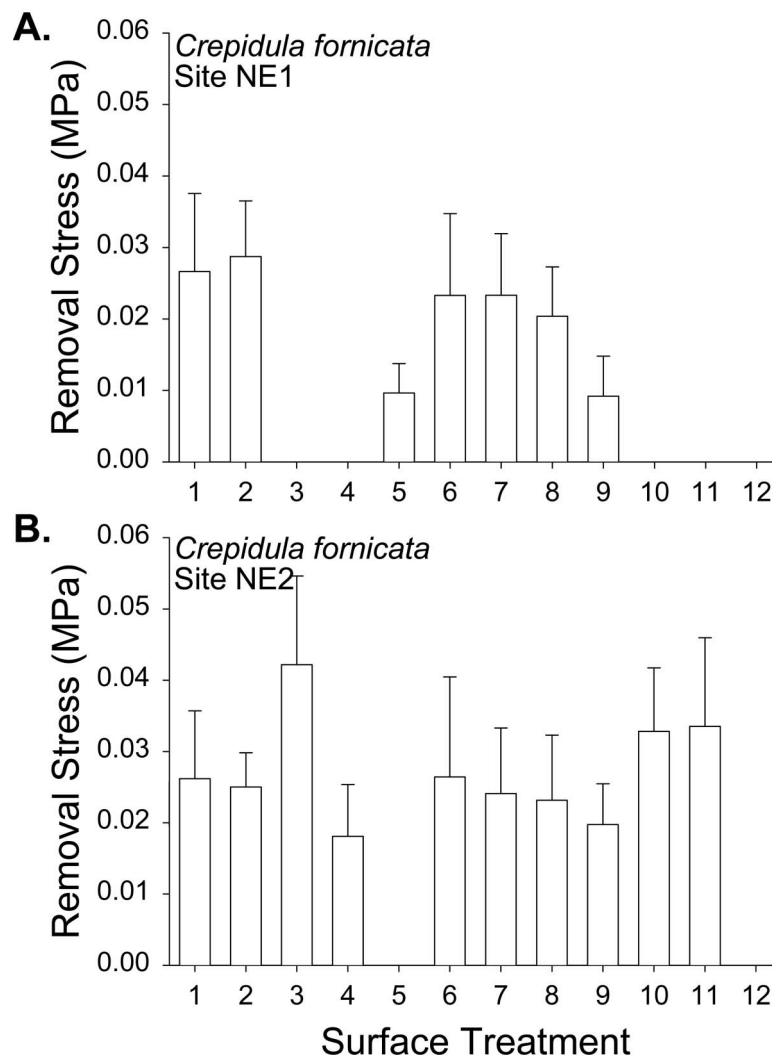 A.
Crepidula fornicata
Site NE1
Removal Stress (MPa)
0.06
0.05
0.04
0.03
0.02
0.01
0.00
1 2 3 4 5 6 7 8 9 10 11 12
B.
Crepidula fornicata
Site NE2
Removal Stress (MPa)
0.06
0.05
0.04
0.03
0.02
0.01
0.00
1 2 3 4 5 6 7 8 9 10 11 12
Surface Treatment